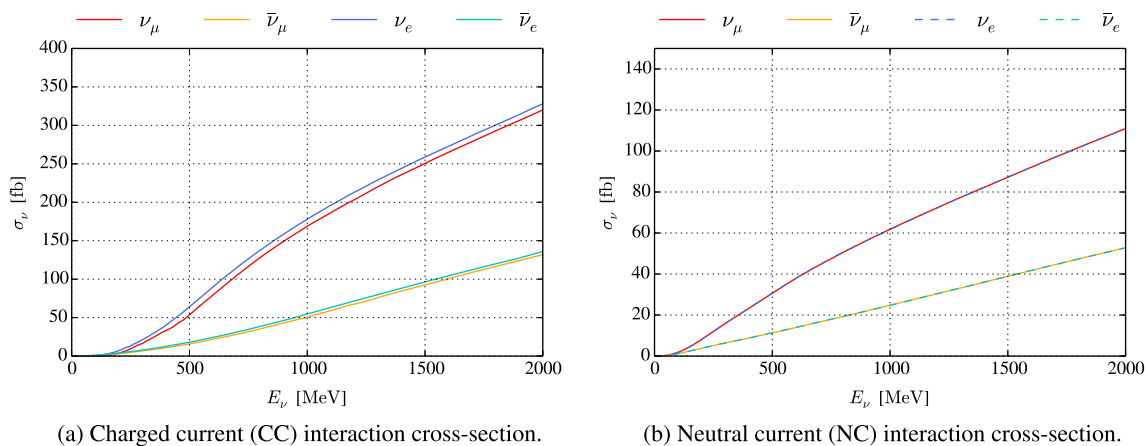 ν_μ ν̄_μ ν_e ν̄_e
400
350
300
250
200
150
100
50
0
σ_ν [fb]
0 500 1000 1500 2000
E_ν [MeV]
(a) Charged current (CC) interaction cross-section.
ν_μ ν̄_μ ν_e ν̄_e
140
120
100
80
60
40
20
0
σ_ν [fb]
0 500 1000 1500 2000
E_ν [MeV]
(b) Neutral current (NC) interaction cross-section.